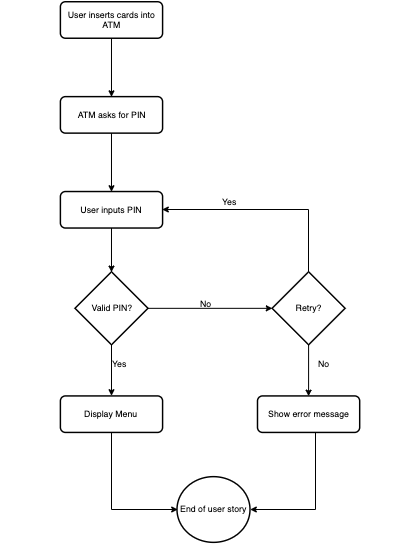 User inserts cards into
ATM
ATM asks for PIN
User inputs PIN
Yes
Valid PIN?
No
Retry?
Yes
No
Display Menu
Show error message
End of user story